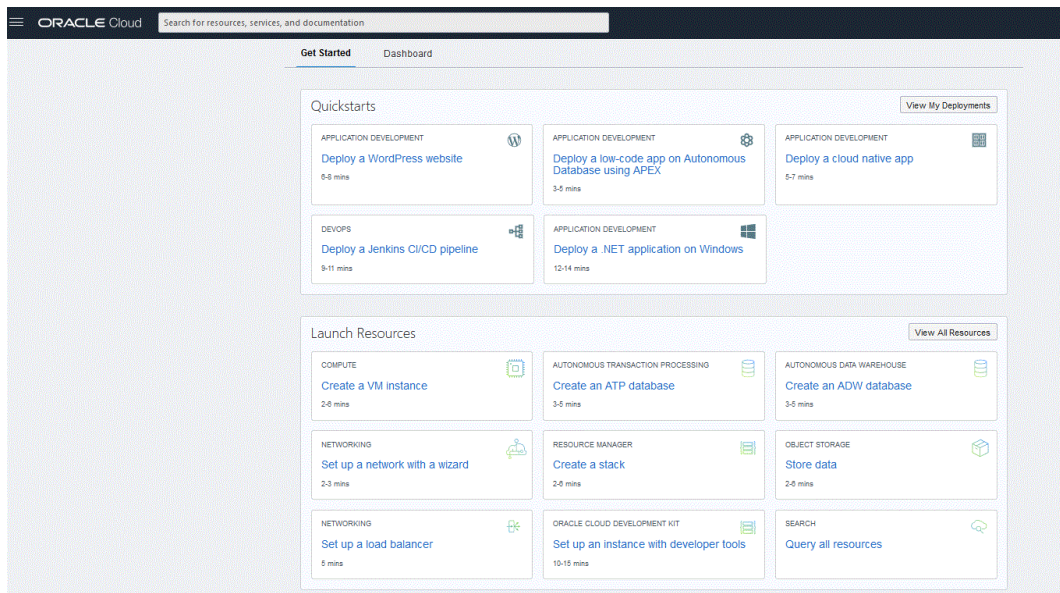 ORACLE Cloud
Search for resources, services, and documentation
Get Started
Dashboard
Quickstarts
View My Deployments
APPLICATION DEVELOPMENT
Deploy a WordPress website
6-8 mins
APPLICATION DEVELOPMENT
Deploy a low-code app on Autonomous
Database using APEX
3-5 mins
APPLICATION DEVELOPMENT
Deploy a cloud native app
5-7 mins
DEVOPS
Deploy a Jenkins CI/CD pipeline
9-11 mins
APPLICATION DEVELOPMENT
Deploy a .NET application on Windows
12-14 mins
Launch Resources
View All Resources
COMPUTE
Create a VM instance
2-6 mins
AUTONOMOUS TRANSACTION PROCESSING
Create an ATP database
3-5 mins
AUTONOMOUS DATA WAREHOUSE
Create an ADW database
3-5 mins
NETWORKING
Set up a network with a wizard
2-3 mins
RESOURCE MANAGER
Create a stack
2-6 mins
OBJECT STORAGE
Store data
2-6 mins
NETWORKING
Set up a load balancer
5 mins
ORACLE CLOUD DEVELOPMENT KIT
Set up an instance with developer tools
10-15 mins
SEARCH
Query all resources